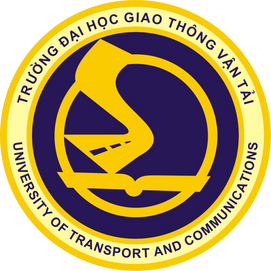 TRƯỜNG ĐẠI HỌC GIAO THÔNG VẬN TẢI
UNIVERSITY OF TRANSPORT AND COMMUNICATIONS